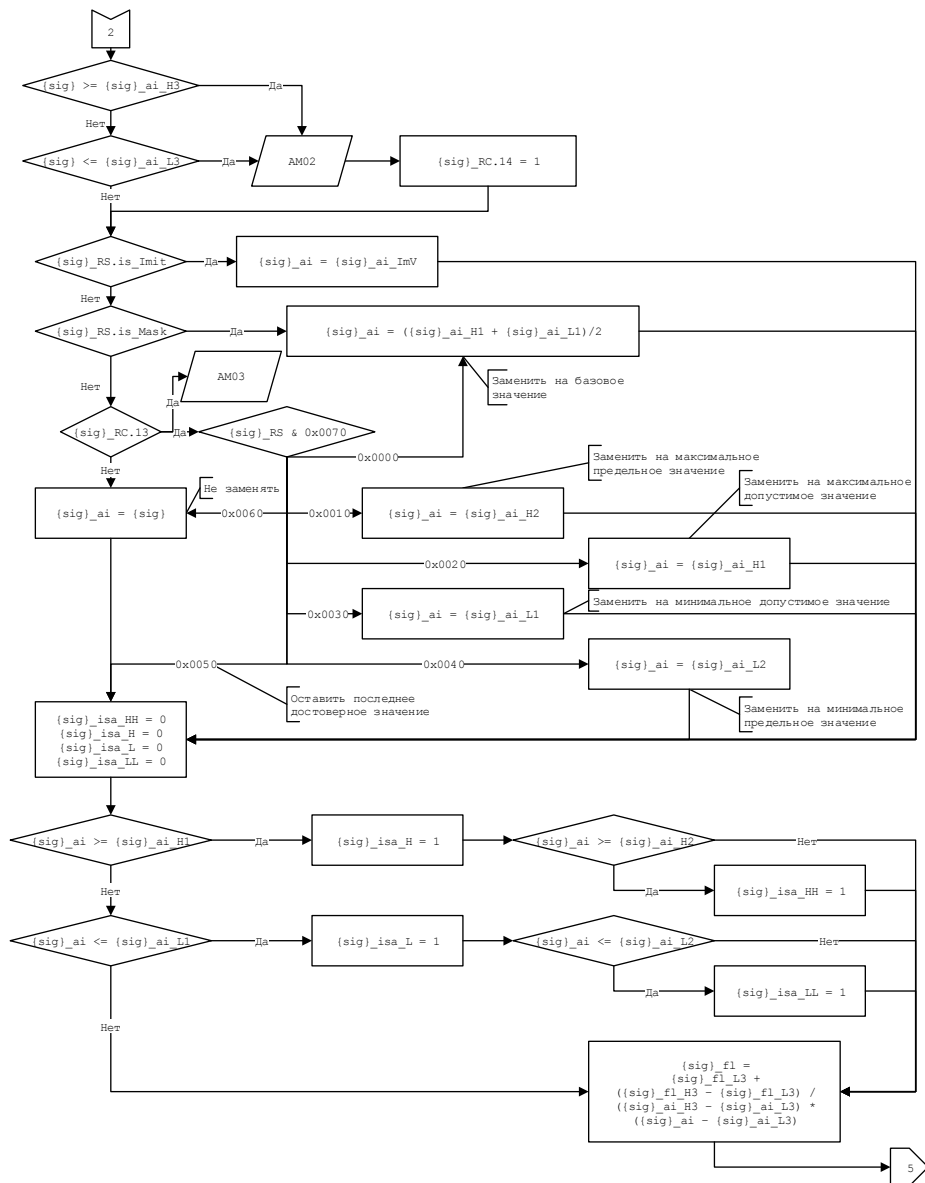 2
{sig} >= {sig}_ai_H3
Да
Нет
{sig} <= {sig}_ai_L3
Да
AM02
{sig}_RC.14 = 1
Нет
{sig}_RS.is_Imit
Да
{sig}_ai = {sig}_ai_ImV
Нет
{sig}_RS.is_Mask
Да
{sig}_ai = ({sig}_ai_H1 + {sig}_ai_L1)/2
AM03
Заменить на базовое
значение
Нет
Да
{sig}_RC.13
Да
{sig}_RS & 0x0070
0x0000
Заменить на максимальное
предельное значение
Нет
Не заменять
Заменить на максимальное
допустимое значение
{sig}_ai = {sig}
0x0060
0x0010
{sig}_ai = {sig}_ai_H2
0x0020
{sig}_ai = {sig}_ai_H1
Заменить на минимальное допустимое значение
0x0030
{sig}_ai = {sig}_ai_L1
0x0050
0x0040
{sig}_ai = {sig}_ai_L2
Оставить последнее
достоверное значение
Заменить на минимальное
предельное значение
{sig}_isa_HH = 0
{sig}_isa_H = 0
{sig}_isa_L = 0
{sig}_isa_LL = 0
{sig}_ai >= {sig}_ai_H1
Да
{sig}_isa_H = 1
{sig}_ai >= {sig}_ai_H2
Нет
Нет
Да
{sig}_isa_HH = 1
{sig}_ai <= {sig}_ai_L1
Да
{sig}_isa_L = 1
{sig}_ai <= {sig}_ai_L2
Нет
Да
{sig}_isa_LL = 1
Нет
{sig}_fl =
{sig}_fl_L3 +
({sig}_fl_H3 - {sig}_fl_L3) /
({sig}_ai_H3 - {sig}_ai_L3) *
({sig}_ai - {sig}_ai_L3)
5